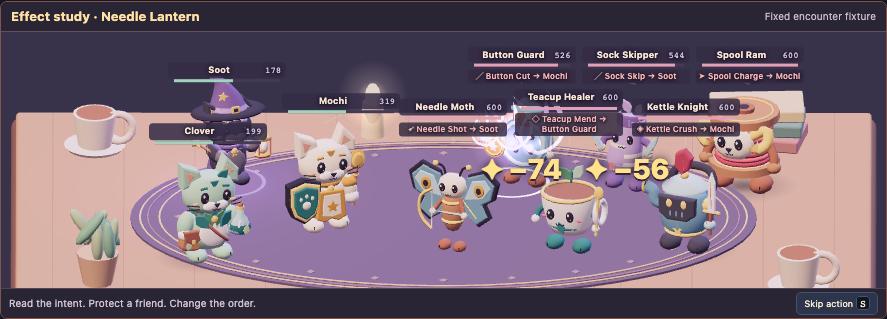 Effect study · Needle Lantern
Fixed encounter fixture
Button Guard 526
Button Cut → Mochi
Sock Skipper 544
Sock Skip → Soot
Spool Ram 600
Spool Charge → Mochi
Soot 178
Mochi 319
Clover 199
Needle Moth 600
Needle Shot → Soot
Teacup Healer 600
Teacup Mend →
Button Guard
Kettle Knight 600
Kettle Crush → Mochi
−74
−56
Read the intent. Protect a friend. Change the order.
Skip action S